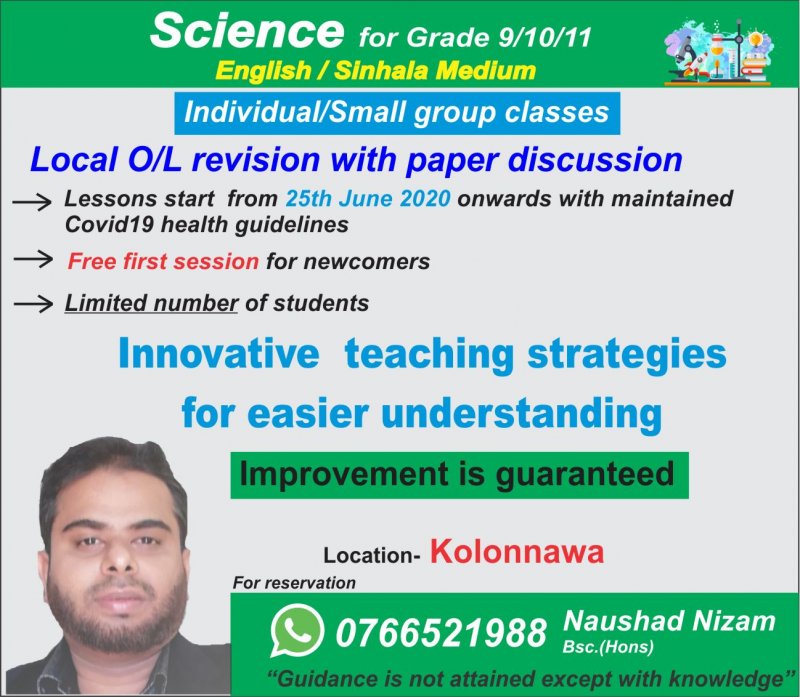 Science for Grade 9/10/11
English / Sinhala Medium
Individual/Small group classes
Local O/L revision with paper discussion
Lessons start from 25th June 2020 onwards with maintained
Covid19 health guidelines
Free first session for newcomers
Limited number of students
Innovative teaching strategies
for easier understanding
Improvement is guaranteed
Location- Kolonnawa
For reservation
0766521988 Naushad Nizam
Bsc.(Hons)
“Guidance is not attained except with knowledge”